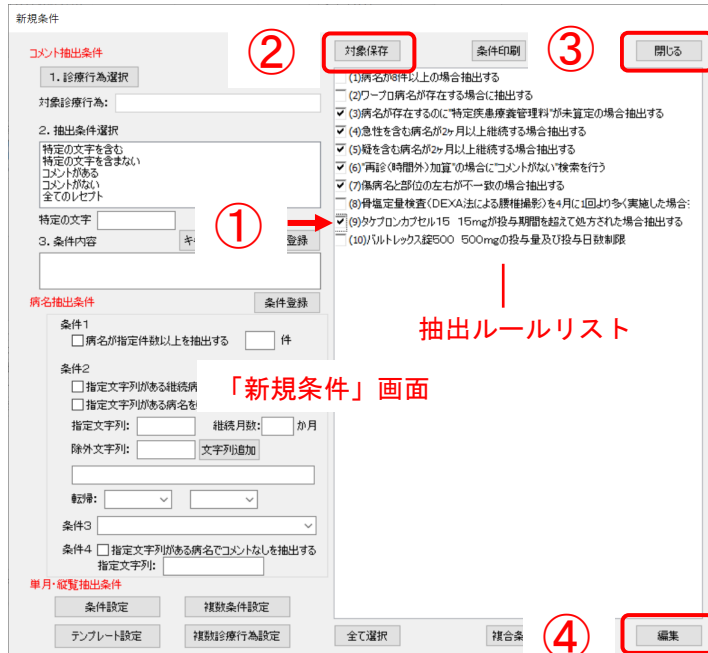 新規条件
コメント抽出条件
1. 診療行為選択
対象診療行為:
2. 抽出条件選択
特定の文字を含む
特定の文字を含まない
コメントがある
コメントがない
全てのレセプト
特定の文字
3. 条件内容
キ
登録
病名抽出条件
条件登録
条件1
病名が指定件数以上を抽出する
件
条件2
指定文字列がある継続病
指定文字列がある病名を
指定文字列:
継続月数:
か月
除外文字列:
文字列追加
転帰:
条件3
条件4
指定文字列がある病名でコメントなしを抽出する
指定文字列:
単月・縦覧抽出条件
条件設定
複数条件設定
テンプレート設定
複数診療行為設定
②
対象保存
条件印刷
③
閉じる
(1)病名が8件以上の場合抽出する
(2)ワープロ病名が存在する場合に抽出する
(3)病名が存在するのに"特定疾患療養管理料"が未算定の場合抽出する
(4)急性を含む病名が2ヶ月以上継続する場合抽出する
(5)疑を含む病名が2ヶ月以上継続する場合抽出する
(6)"再診(時間外)加算"の場合に"コメントがない"検索を行う
(7)傷病名と部位の左右が不一致の場合抽出する
(8)骨塩定量検査(DEXA法による腰椎撮影)を4月に1回より多く実施した場合:
①
(9)タケプロンカプセル15 15mgが投与期間を超えて処方された場合抽出する
(10)バルトレックス錠500 500mgの投与量及び投与日数制限
抽出ルールリスト
「新規条件」画面
全て選択
複合条
④
編集